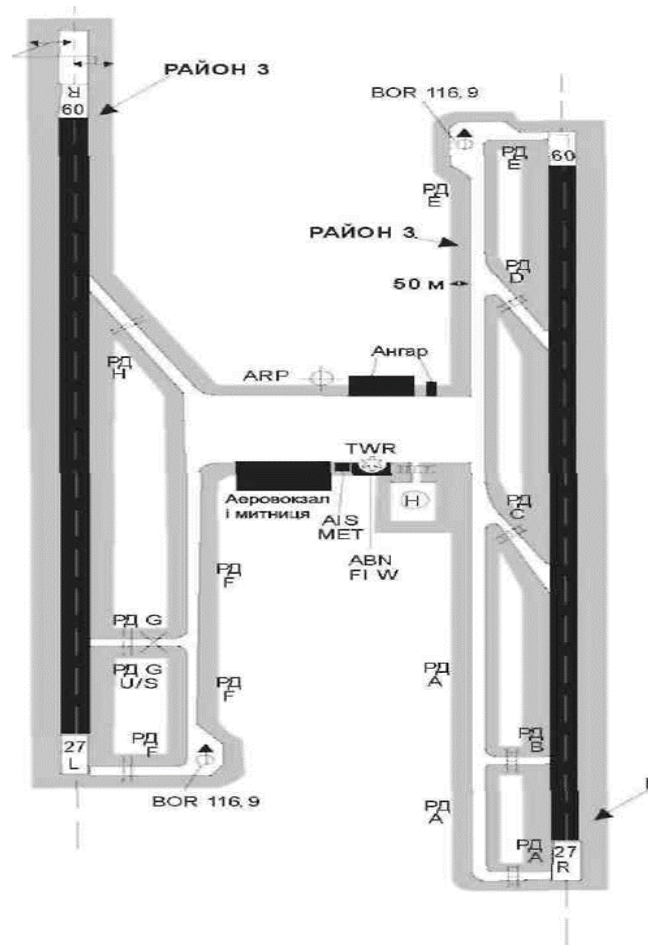 РАЙОН 3
R
60
BOR 116,9
60
РД
E
РД
E
РАЙОН 3
РД
D
50 м
РД
H
Ангар
ARP
TWR
Аеровокзал
і митниця
AIS
MET
H
РД
C
ABN
FI W
РД
F
РД G
РД G
U/S
РД
F
РД
A
27
L
РД
F
РД
B
BOR 116,9
РД
A
РД
A
27
R